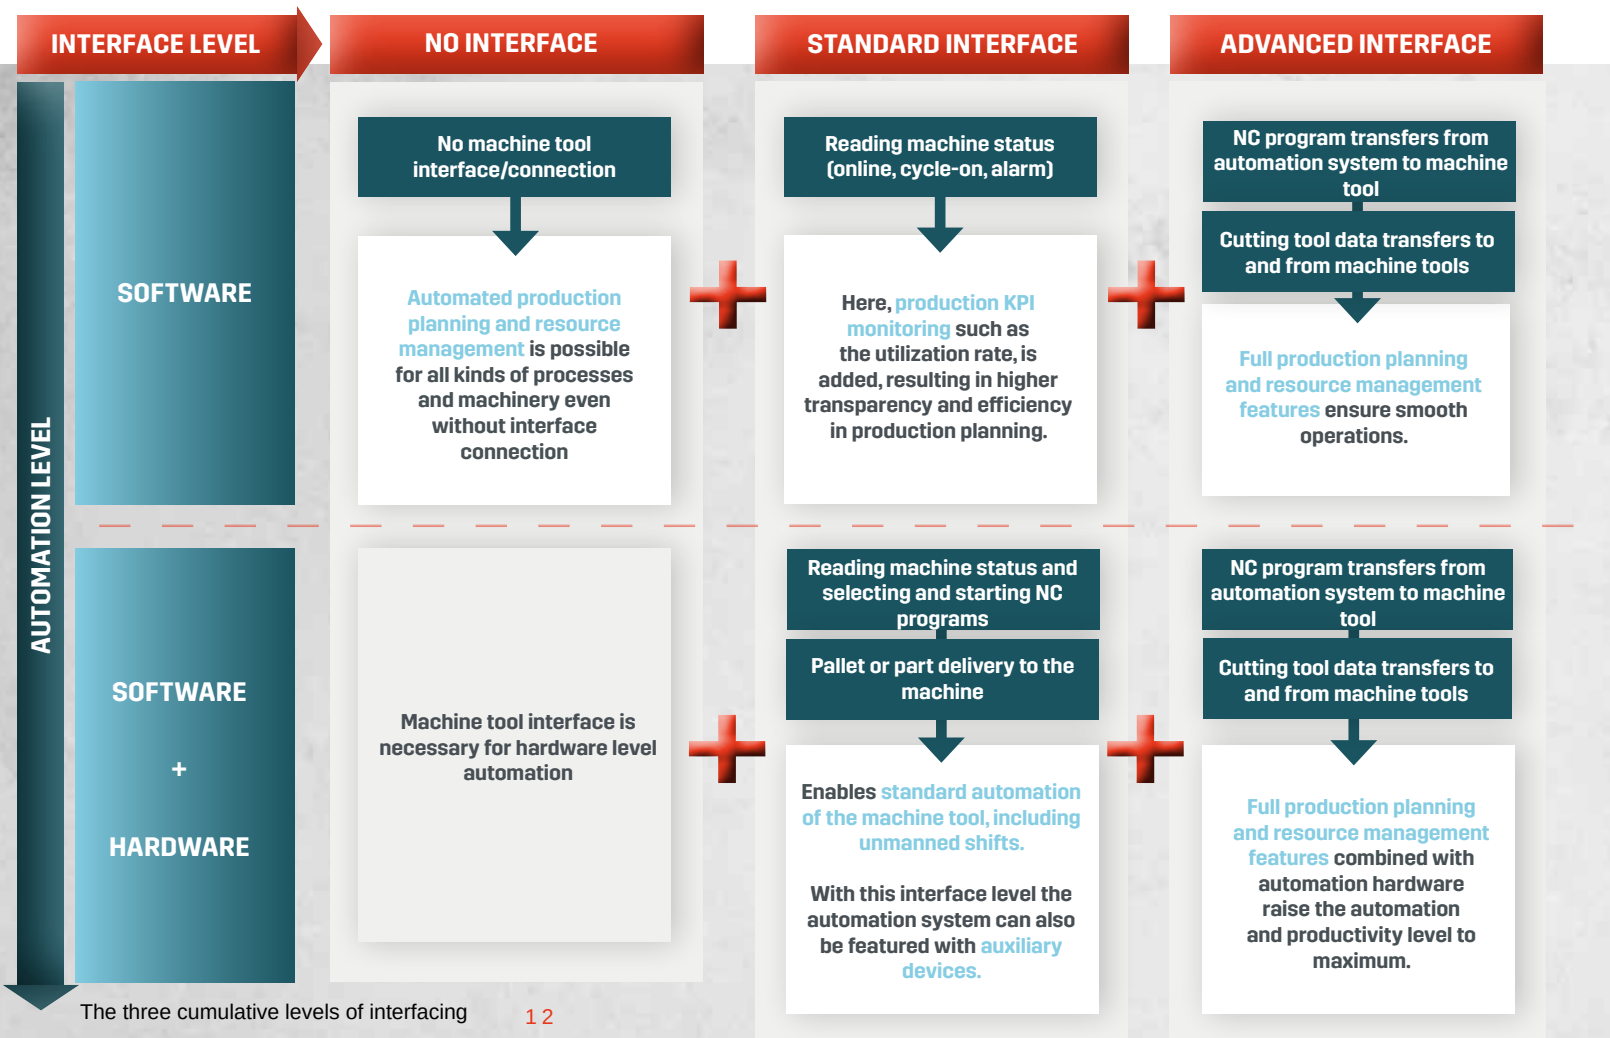 INTERFACE LEVEL
NO INTERFACE
STANDARD INTERFACE
ADVANCED INTERFACE
AUTOMATION LEVEL
SOFTWARE
No machine tool
interface/connection
Automated production
planning and resource
management is possible
for all kinds of processes
and machinery even
without interface
connection
Reading machine status
(online, cycle-on, alarm)
Here, production KPI
monitoring such as
the utilization rate, is
added, resulting in higher
transparency and efficiency
in production planning.
NC program transfers from
automation system to machine
tool
Cutting tool data transfers to
and from machine tools
Full production planning
and resource management
features ensure smooth
operations.
SOFTWARE
+
HARDWARE
Machine tool interface is
necessary for hardware level
automation
Reading machine status and
selecting and starting NC
programs
Pallet or part delivery to the
machine
Enables standard automation
of the machine tool, including
unmanned shifts.
With this interface level the
automation system can also
be featured with auxiliary
devices.
NC program transfers from
automation system to machine
tool
Cutting tool data transfers to
and from machine tools
Full production planning
and resource management
features combined with
automation hardware
raise the automation
and productivity level to
maximum.
The three cumulative levels of interfacing
1 2